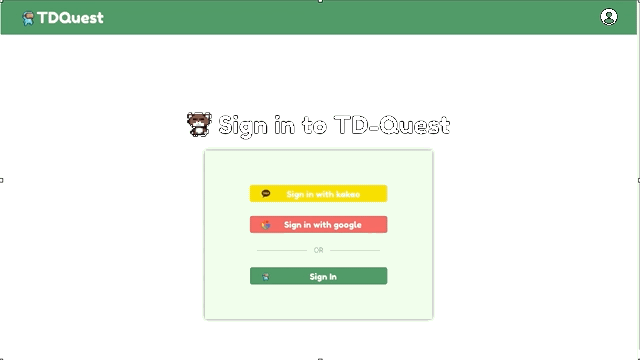 TDQuest
Sign in to TD-Quest
Sign in with kakao
Sign in with google
OR
Sign In